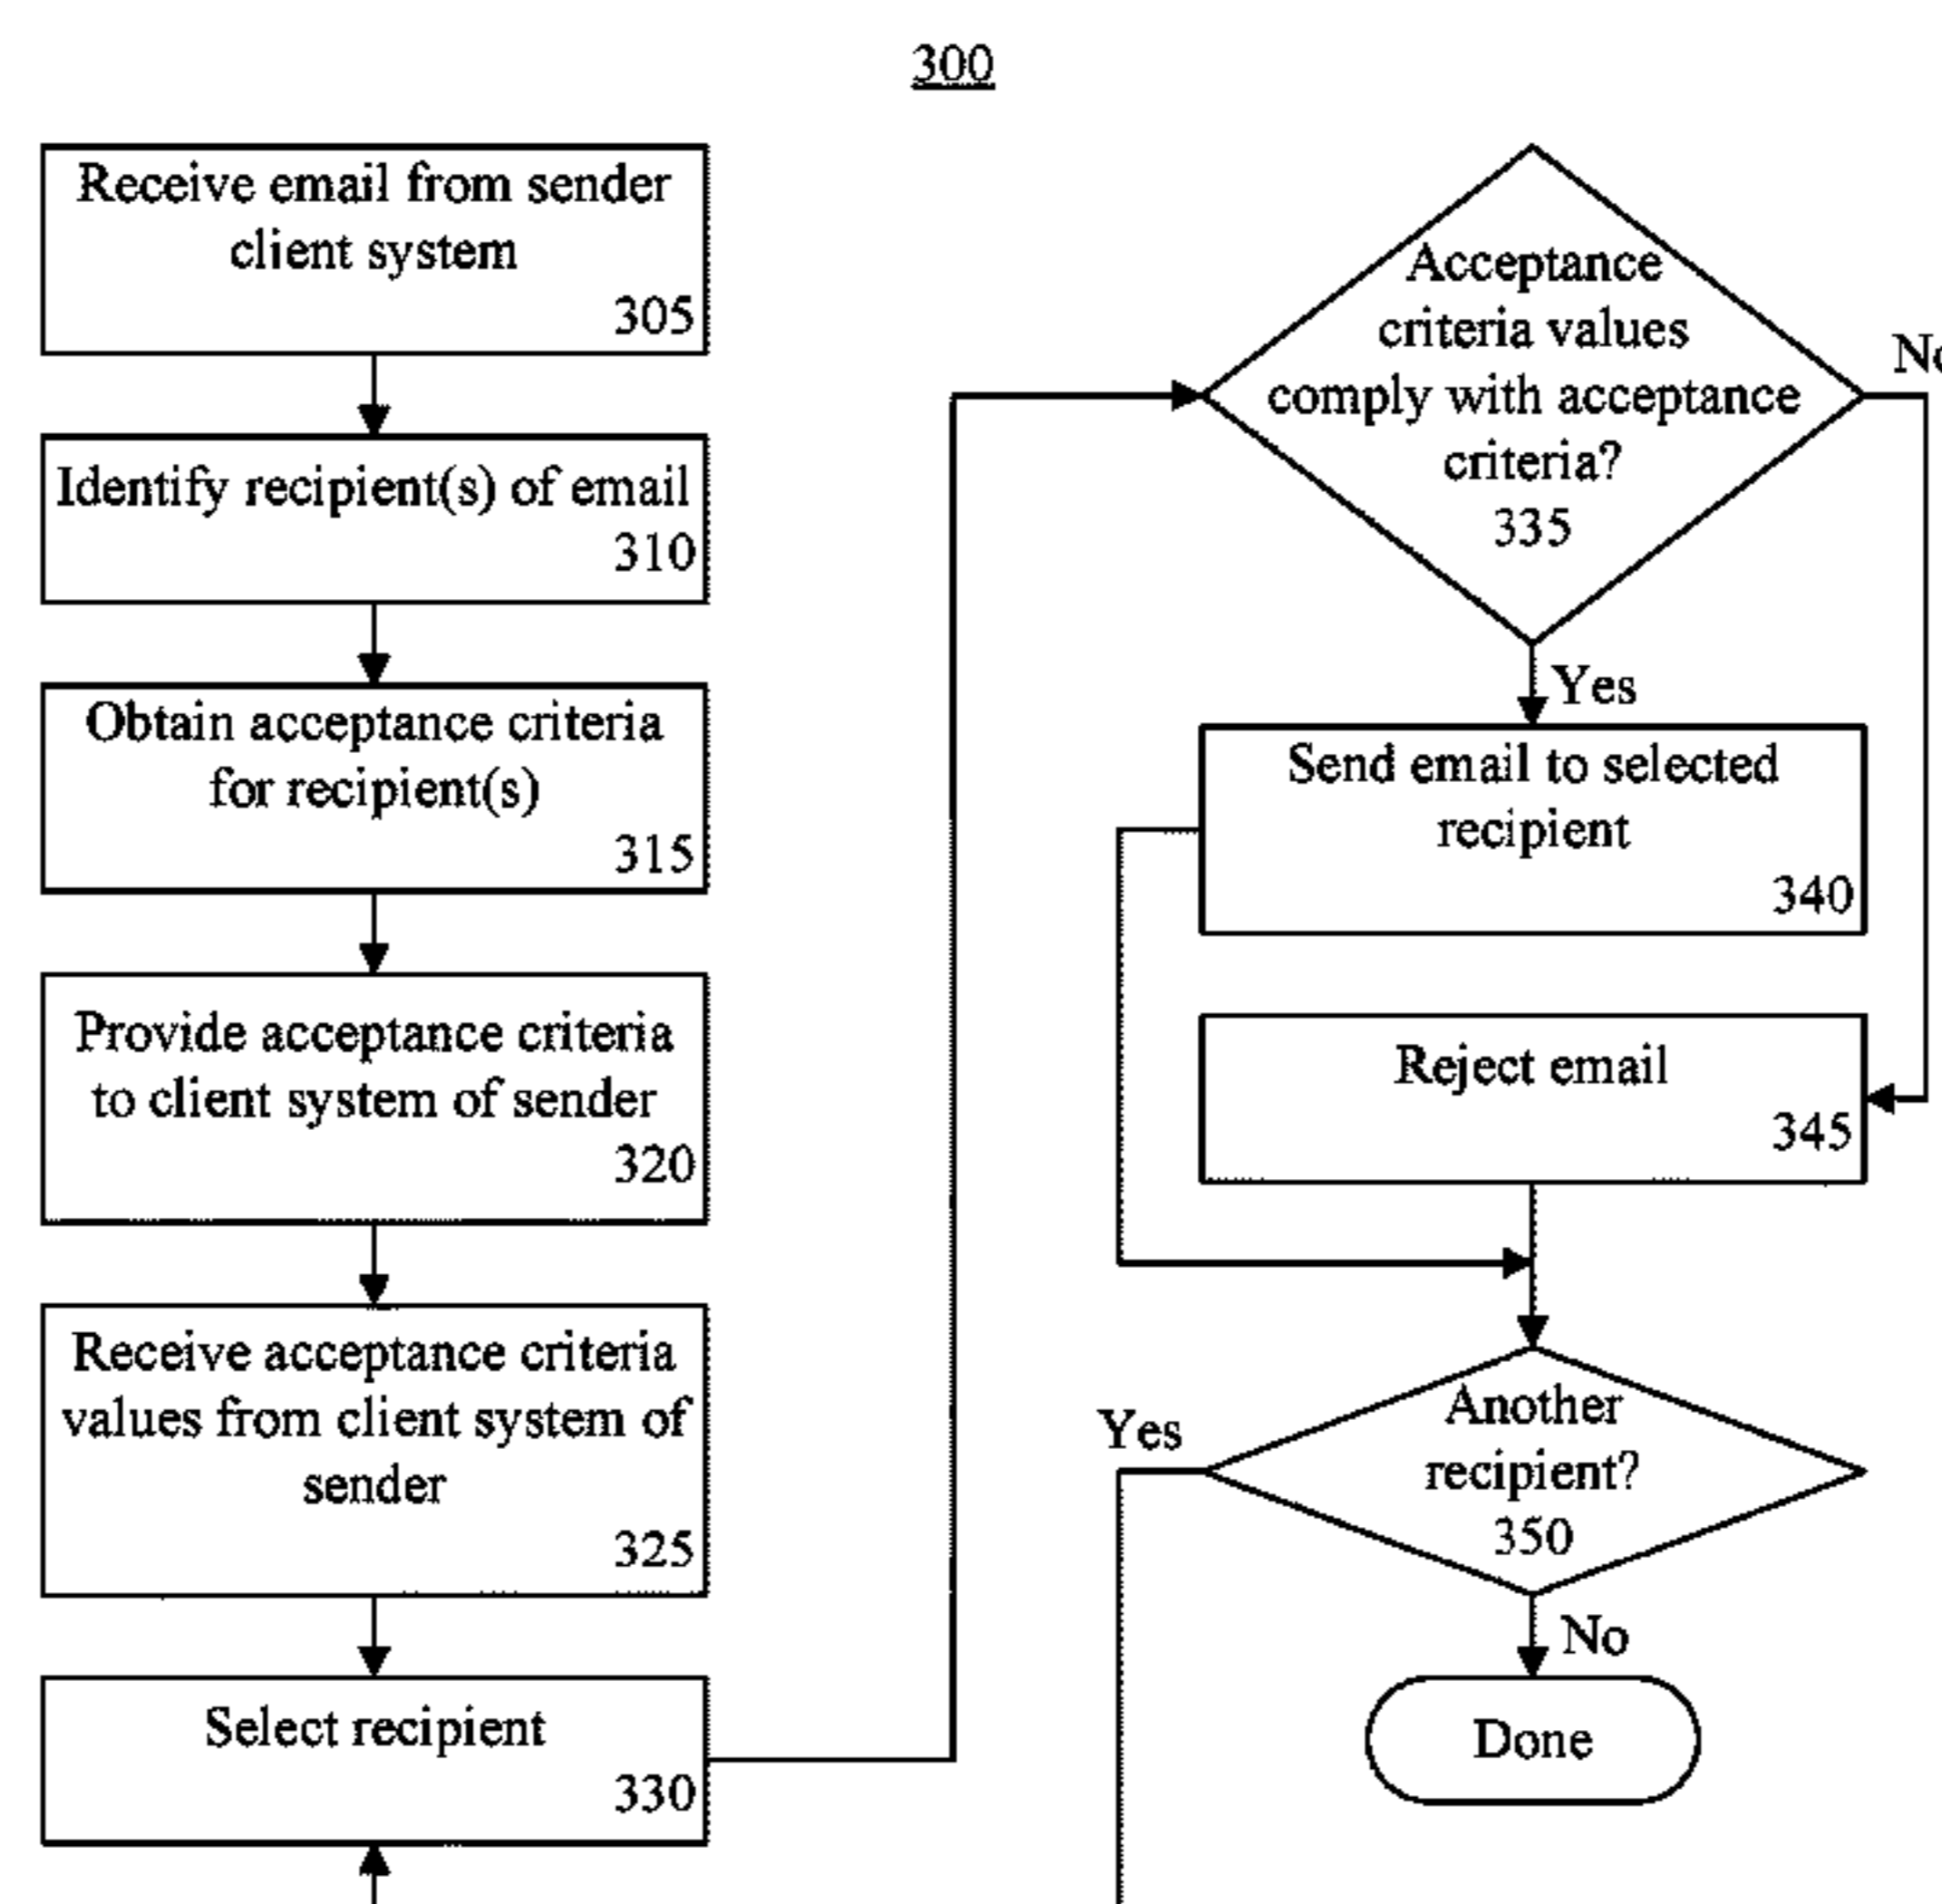 300
Receive email from sender
client system
305
Identify recipient(s) of email
310
Obtain acceptance criteria
for recipient(s)
315
Provide acceptance criteria
to client system of sender
320
Receive acceptance criteria
values from client system of
sender
325
Select recipient
330
Acceptance
criteria values
comply with acceptance
criteria?
335
No
Yes
Send email to selected
recipient
340
Reject email
345
Another
recipient?
350
Yes
No
Done